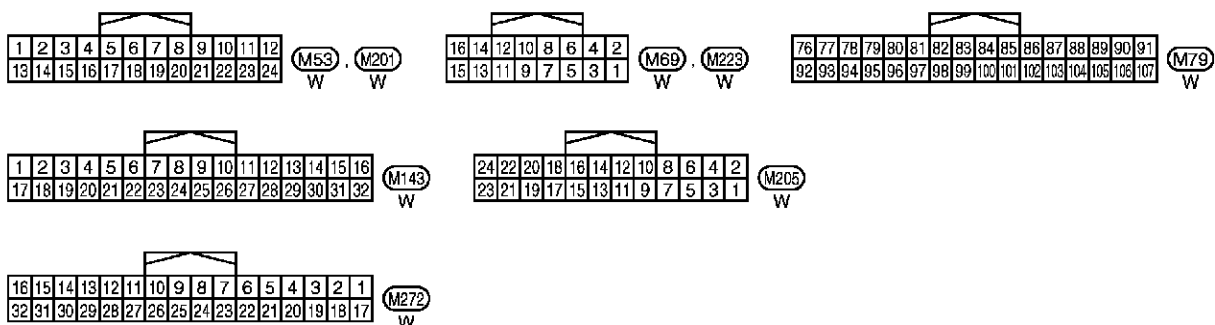 1 2 3 4 5 6 7 8 9 10 11 12
13 14 15 16 17 18 19 20 21 22 23 24
M53 , M201
W W
16 14 12 10 8 6 4 2
15 13 11 9 7 5 3 1
M69 , M223
W W
76 77 78 79 80 81 82 83 84 85 86 87 88 89 90 91
92 93 94 95 96 97 98 99 100 101 102 103 104 105 106 107
M79
W
1 2 3 4 5 6 7 8 9 10 11 12 13 14 15 16
17 18 19 20 21 22 23 24 25 26 27 28 29 30 31 32
M143
W
24 22 20 18 16 14 12 10 8 6 4 2
23 21 19 17 15 13 11 9 7 5 3 1
M205
W
16 15 14 13 12 11 10 9 8 7 6 5 4 3 2 1
32 31 30 29 28 27 26 25 24 23 22 21 20 19 18 17
M272
W